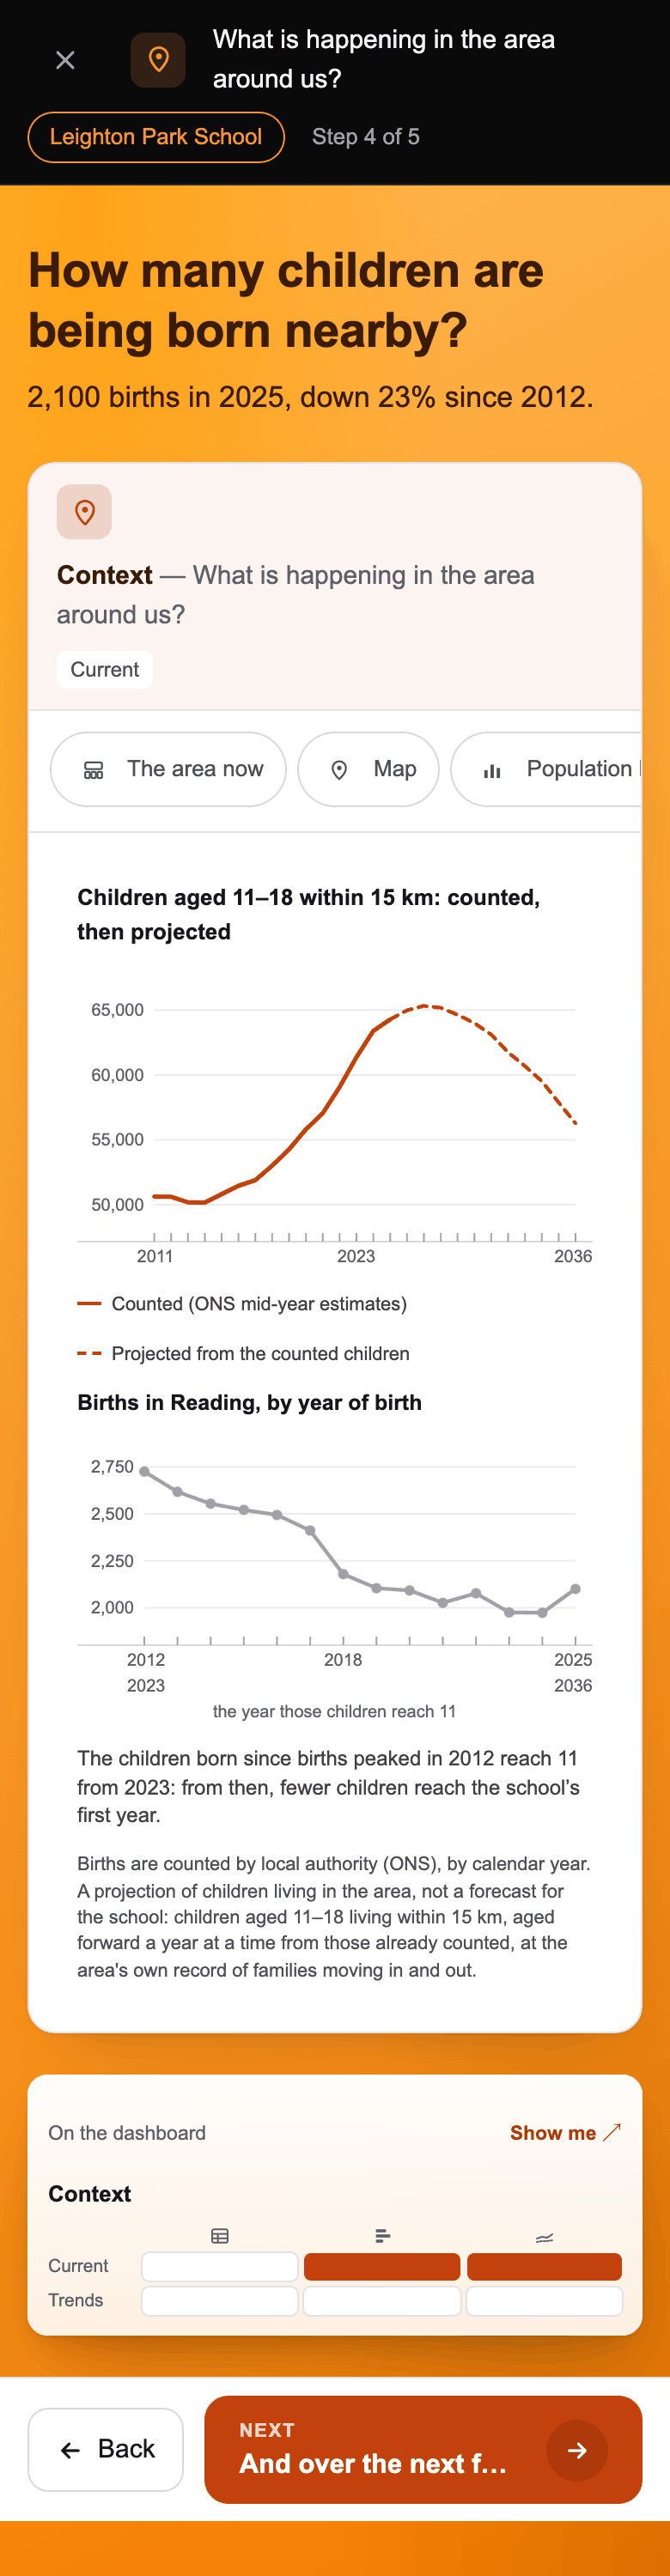 What is happening in the area
around us?
Leighton Park School
Step 4 of 5
How many children are
being born nearby?
2,100 births in 2025, down 23% since 2012.
Context — What is happening in the area
around us?
Current
The area now
Map
Population
Children aged 11–18 within 15 km: counted,
then projected
65,000
60,000
55,000
50,000
2011
2023
2036
Counted (ONS mid-year estimates)
Projected from the counted children
Births in Reading, by year of birth
2,750
2,500
2,250
2,000
2012
2018
2025
2023
2036
the year those children reach 11
The children born since births peaked in 2012 reach 11
from 2023: from then, fewer children reach the school's
first year.
Births are counted by local authority (ONS), by calendar year.
A projection of children living in the area, not a forecast for
the school: children aged 11–18 living within 15 km, aged
forward a year at a time from those already counted, at the
area's own record of families moving in and out.
On the dashboard
Show me ↗
Context
Current
Trends
← Back
NEXT
And over the next f...